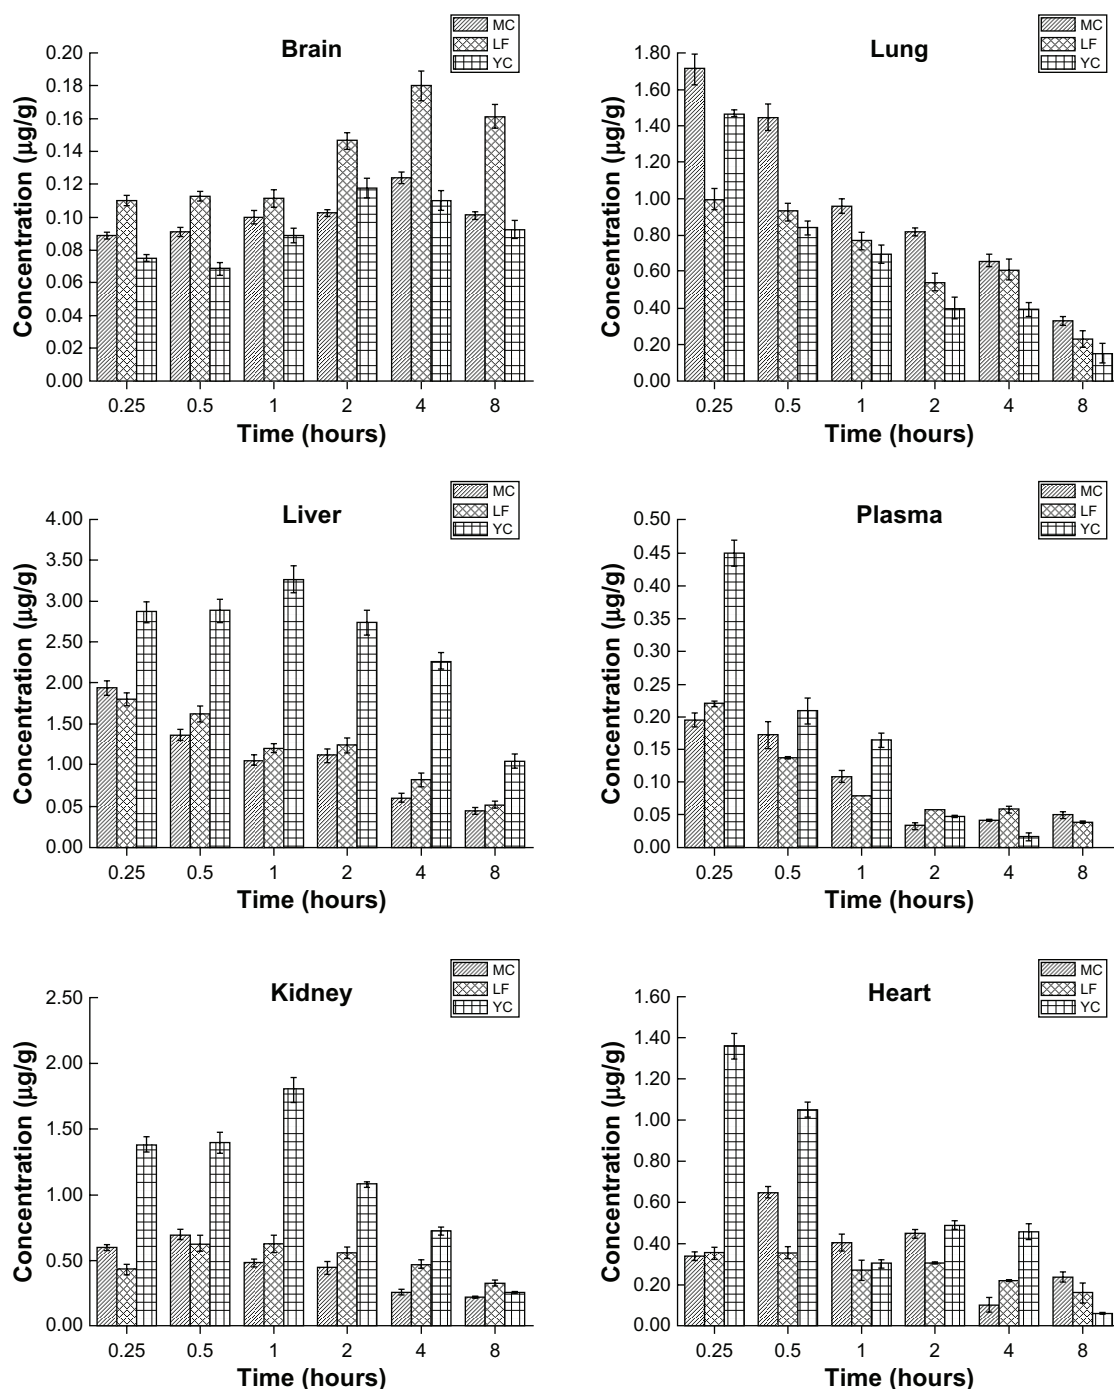 Brain
MC
LF
YC
Concentration (µg/g)
0.20
0.18
0.16
0.14
0.12
0.10
0.08
0.06
0.04
0.02
0.00
0.25 0.5 1 2 4 8
Time (hours)
Lung
MC
LF
YC
Concentration (µg/g)
1.80
1.60
1.40
1.20
1.00
0.80
0.60
0.40
0.20
0.00
0.25 0.5 1 2 4 8
Time (hours)
Liver
MC
LF
YC
Concentration (µg/g)
4.00
3.50
3.00
2.50
2.00
1.50
1.00
0.05
0.00
0.25 0.5 1 2 4 8
Time (hours)
Plasma
MC
LF
YC
Concentration (µg/g)
0.50
0.45
0.40
0.35
0.30
0.25
0.20
0.15
0.10
0.05
0.00
0.25 0.5 1 2 4 8
Time (hours)
Kidney
MC
LF
YC
Concentration (µg/g)
2.50
2.00
1.50
1.00
0.50
0.00
0.25 0.5 1 2 4 8
Time (hours)
Heart
MC
LF
YC
Concentration (µg/g)
1.60
1.40
1.20
1.00
0.80
0.60
0.40
0.20
0.00
0.25 0.5 1 2 4 8
Time (hours)